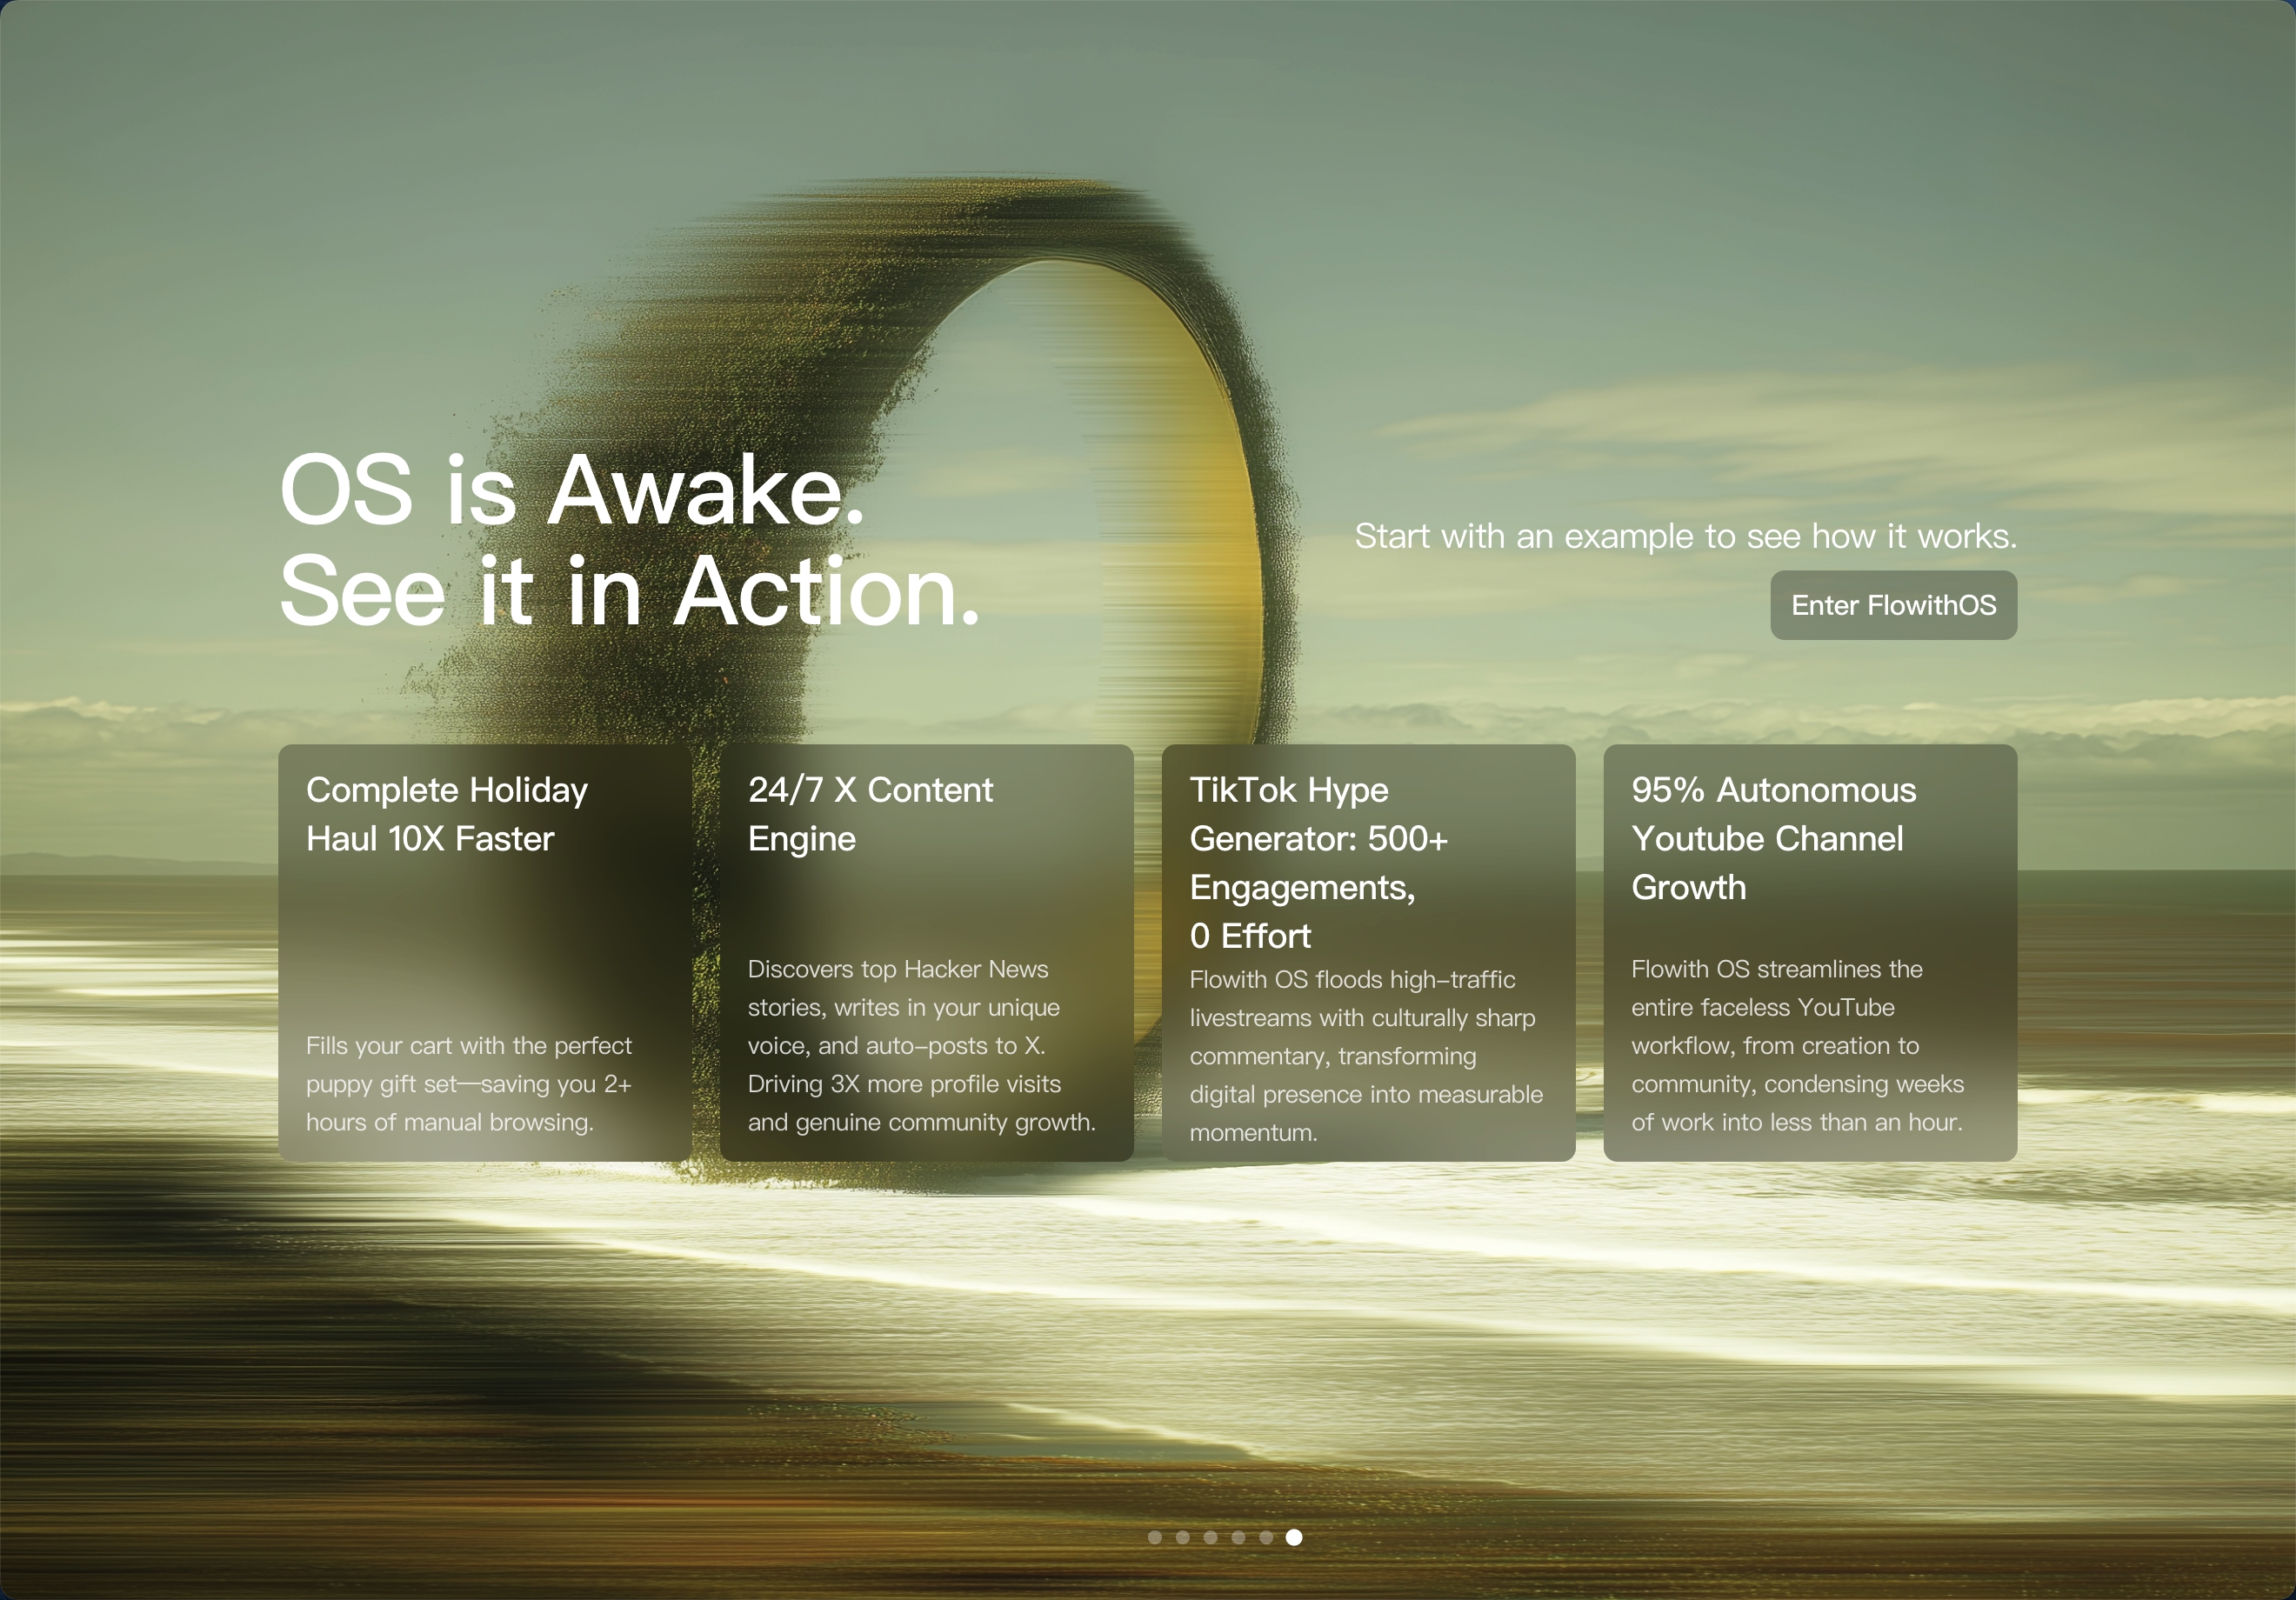 OS is Awake.
See it in Action.
Start with an example to see how it works.
Enter FlowithOS
Complete Holiday
Haul 10X Faster
Fills your cart with the perfect
puppy gift set—saving you 2+
hours of manual browsing.
24/7 X Content
Engine
Discovers top Hacker News
stories, writes in your unique
voice, and auto-posts to X.
Driving 3X more profile visits
and genuine community growth.
TikTok Hype
Generator: 500+
Engagements,
0 Effort
Flowith OS floods high-traffic
livestreams with culturally sharp
commentary, transforming
digital presence into measurable
momentum.
95% Autonomous
Youtube Channel
Growth
Flowith OS streamlines the
entire faceless YouTube
workflow, from creation to
community, condensing weeks
of work into less than an hour.